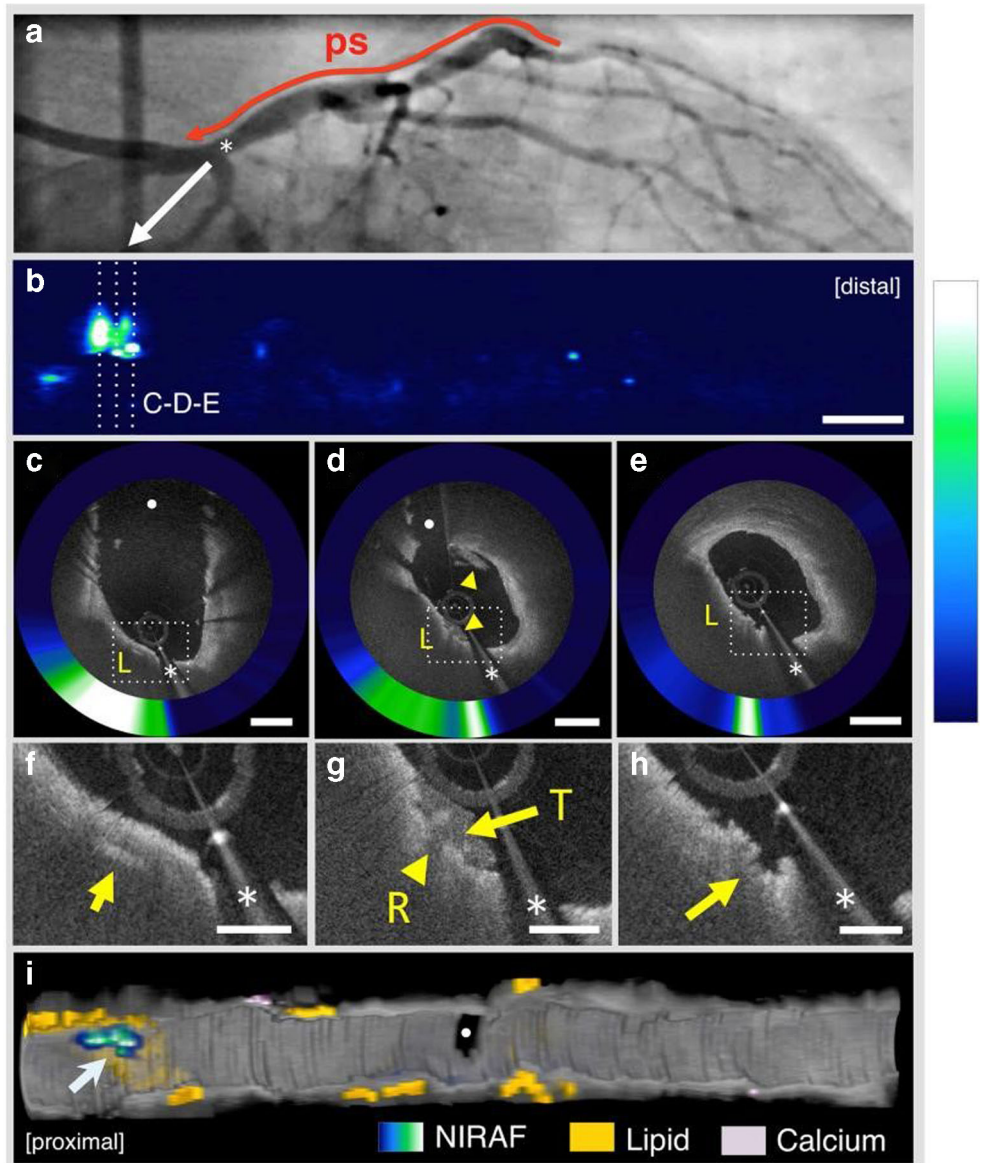 a
ps
*
b
[distal]
C-D-E
c
d
e
L
*
L
*
L
*
f
g
h
T
R
*
*
*
i
[proximal]
NIRAF
Lipid
Calcium